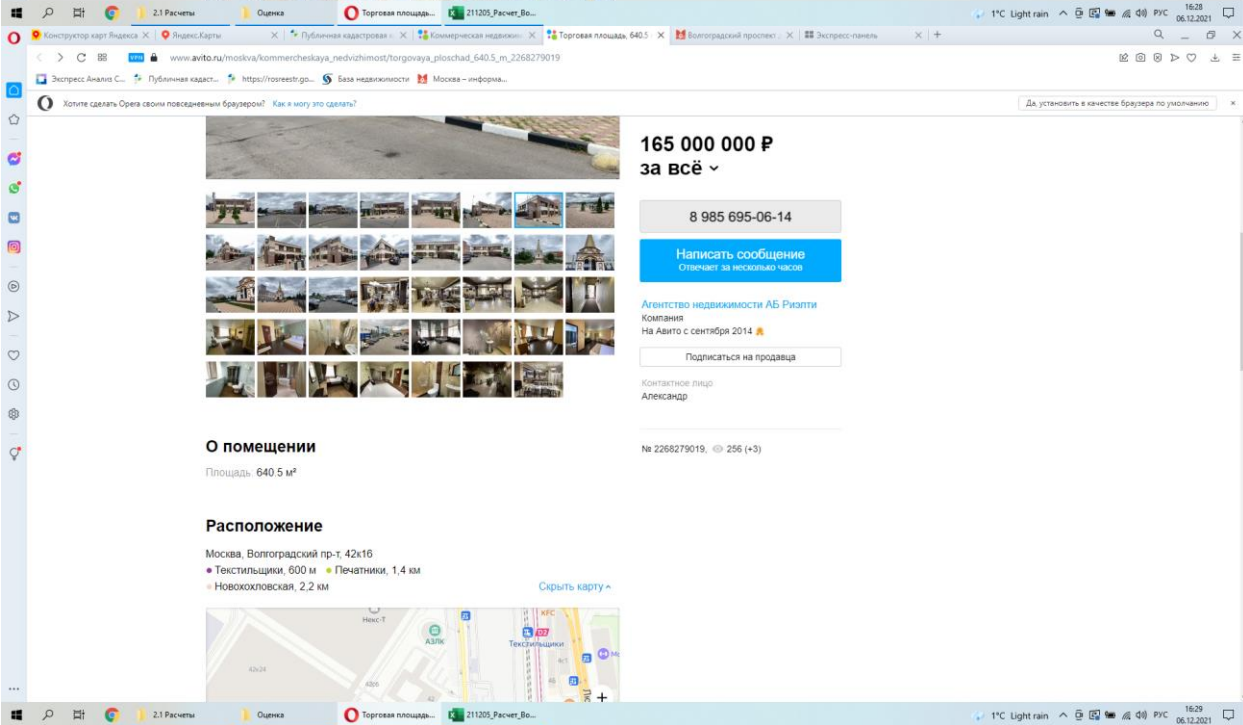 2.1 Расчеты
Оценка
Торговая площадь...
211205_Расчет_Во...
1°C Light rain
РУС
16:28
06.12.2021
Конструктор карт Яндекса
Яндекс.Карты
Публичная кадастровая
Коммерческая недвижим
Торговая площадь, 640.5
Волгоградский проспект
Экспресс-панель
VPN
www.avito.ru/moskva/kommercheskaya_nedvizhimost/torgovaya_ploschad_640.5_m_2268279019
Экспресс Анализ С...
Публичная кадаст...
https://rosreestr.go...
База недвижимости
Москва – информа...
Хотите сделать Opera своим повседневным браузером? Как я могу это сделать?
Да, установить в качестве браузера по умолчанию
165 000 000 ₽
за всё
8 985 695-06-14
Написать сообщение
Отвечает за несколько часов
Агентство недвижимости АБ Риэлти
Компания
На Авито с сентября 2014
Подписаться на продавца
Контактное лицо
Александр
О помещении
№ 2268279019, 256 (+3)
Площадь: 640.5 м²
Расположение
Москва, Волгоградский пр-т, 42к16
Текстильщики, 600 м Печатники, 1,4 км
Новохохловская, 2,2 км
Скрыть карту
Некс-Т
KFC
АЗЛК
D2
Текстильщики
42к24
4с1
46
42
2.1 Расчеты
Оценка
Торговая площадь...
211205_Расчет_Во...
1°C Light rain
РУС
16:29
06.12.2021